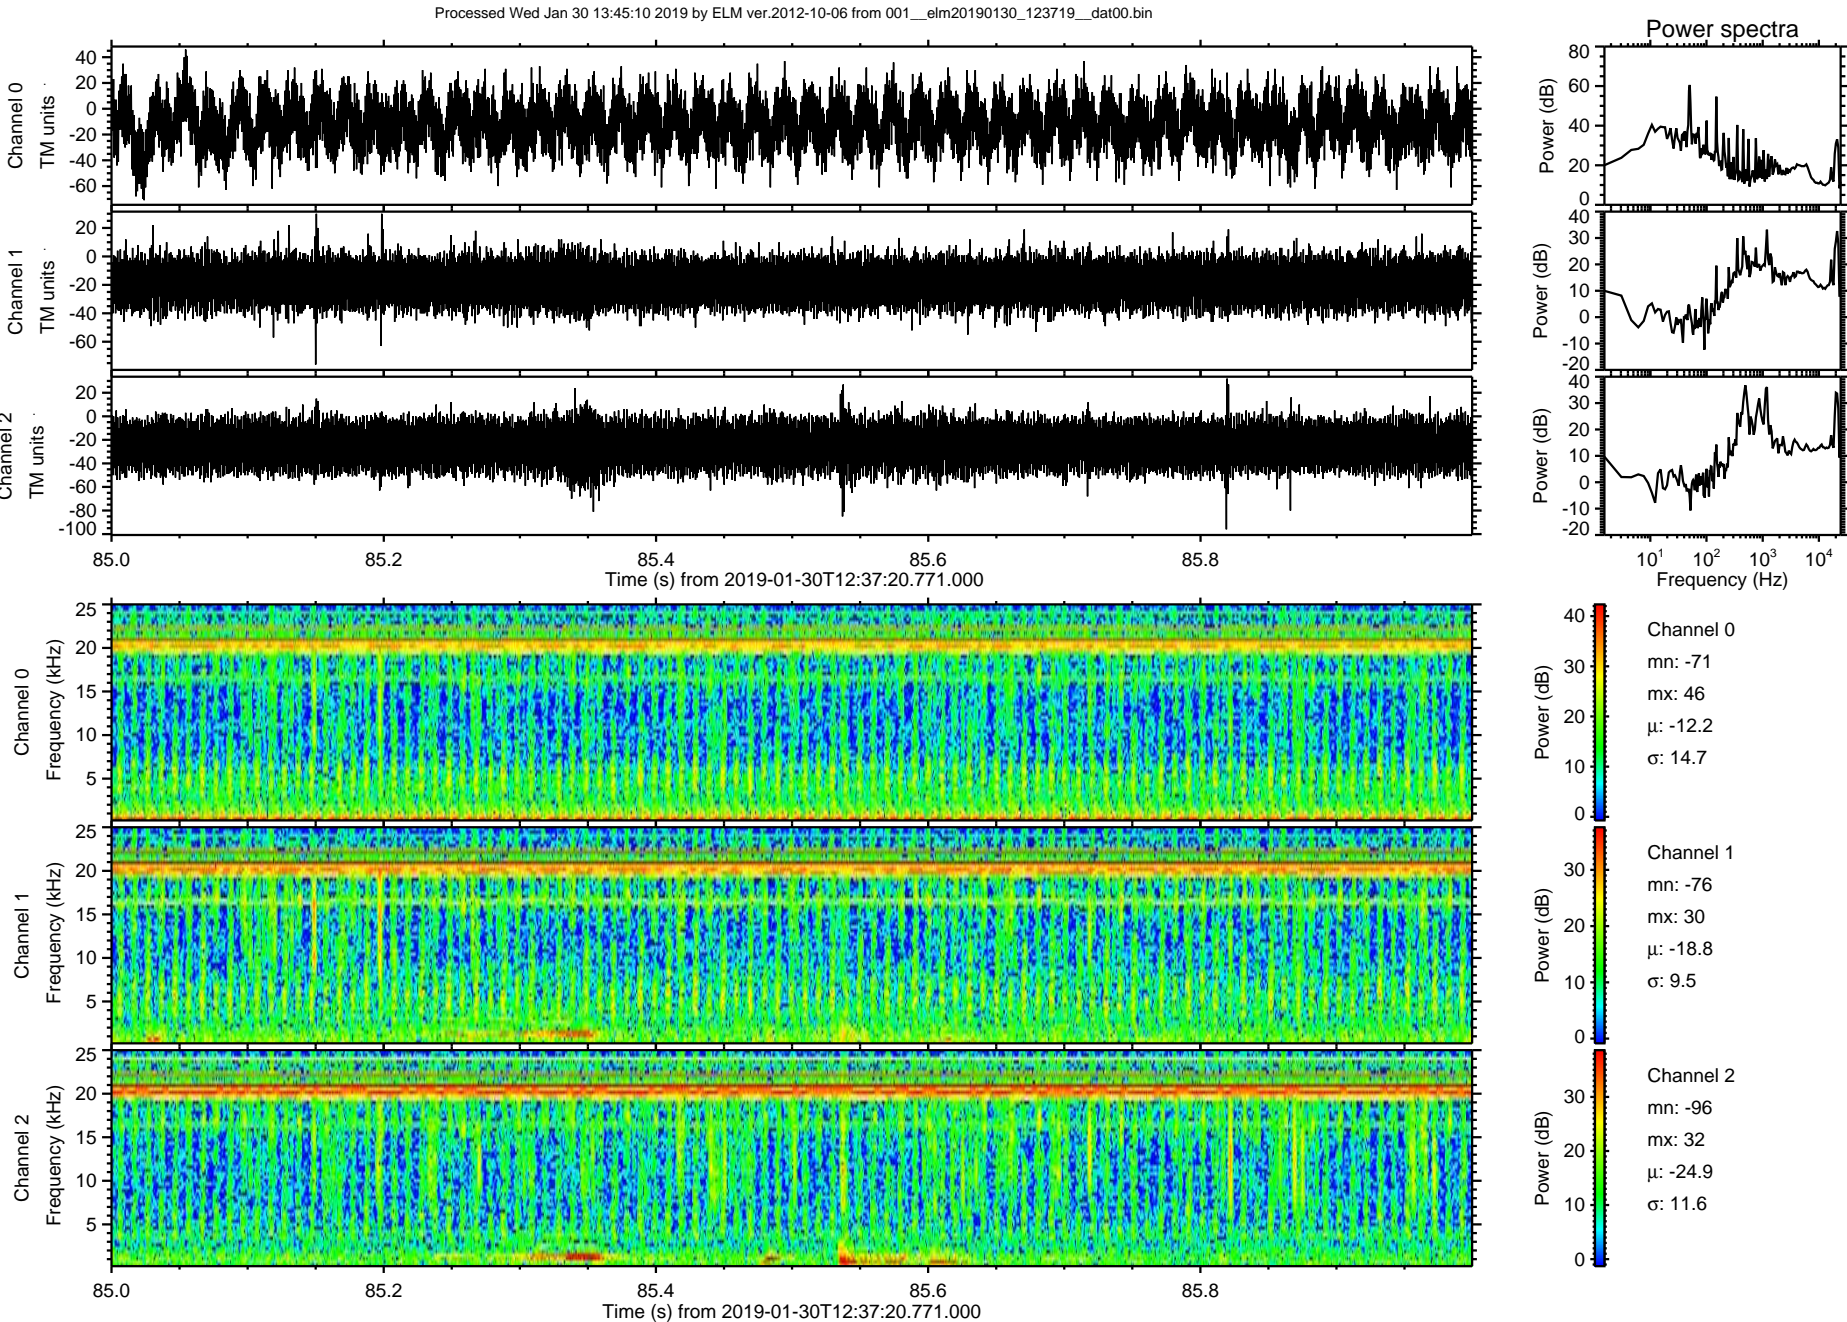 Processed Wed Jan 30 13:45:10 2019 by ELM ver.2012-10-06 from 001__elm20190130_123719__dat00.bin
Power spectra
Channel 0
TM units
40
20
0
-20
-40
-60
Power (dB)
80
60
40
20
0
Channel 1
TM units
20
0
-20
-40
-60
Power (dB)
40
30
20
10
0
-10
-20
Channel 2
TM units
20
0
-20
-40
-60
-80
-100
Power (dB)
40
30
20
10
0
-10
-20
85.0 85.2 85.4 85.6 85.8
Time (s) from 2019-01-30T12:37:20.771.000
10^1 10^2 10^3 10^4
Frequency (Hz)
Channel 0
Frequency (kHz)
25
20
15
10
5
Power (dB)
40
30
20
10
0
Channel 0
mn: -71
mx: 46
μ: -12.2
σ: 14.7
Channel 1
Frequency (kHz)
25
20
15
10
5
Power (dB)
30
20
10
0
Channel 1
mn: -76
mx: 30
μ: -18.8
σ: 9.5
Channel 2
Frequency (kHz)
25
20
15
10
5
Power (dB)
30
20
10
0
Channel 2
mn: -96
mx: 32
μ: -24.9
σ: 11.6
85.0 85.2 85.4 85.6 85.8
Time (s) from 2019-01-30T12:37:20.771.000